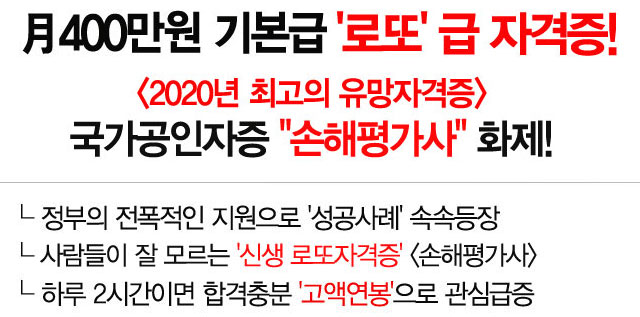 月400만원 기본급 '로또' 급 자격증!
<2020년 최고의 유망자격증>
국가공인자증 "손해평가사" 화제!
└ 정부의 전폭적인 지원으로 '성공사례' 속속등장
└ 사람들이 잘 모르는 '신생 로또자격증' <손해평가사>
└ 하루 2시간이면 합격충분 '고액연봉'으로 관심급증